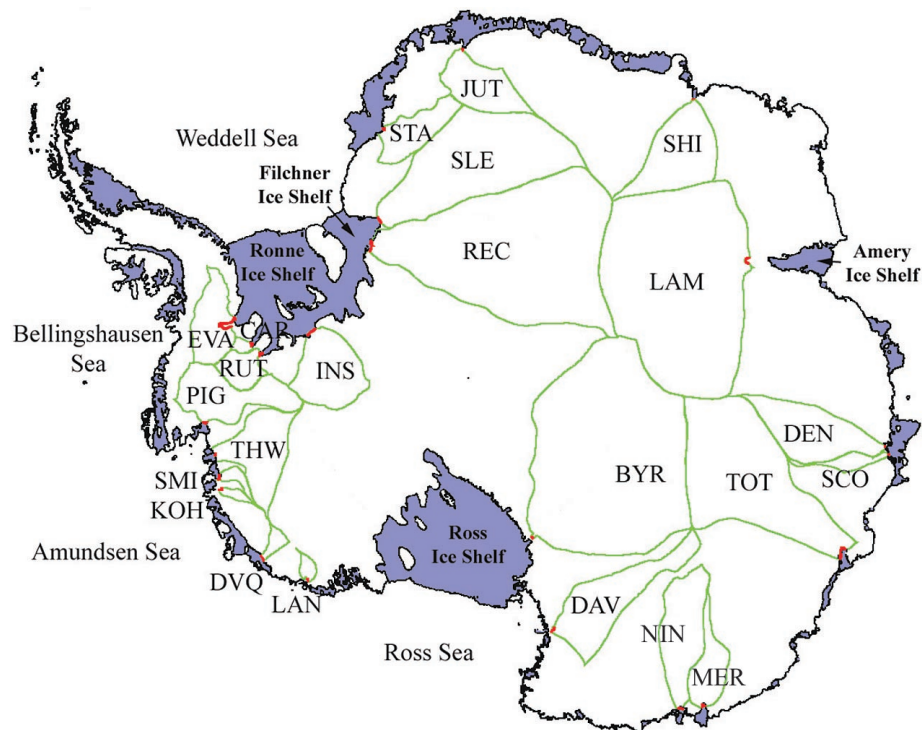 JUT
STA
Weddell Sea
SHI
SLE
Filchner
Ice Shelf
Ronne
Ice Shelf
REC
Amery
Ice Shelf
LAM
Bellingshausen
Sea
EVA
CAR
RUT
INS
PIG
DEN
THW
BYR
TOT
SCO
SMI
KOH
Ross
Ice Shelf
Amundsen Sea
DVQ
LAN
DAV
NIN
Ross Sea
MER